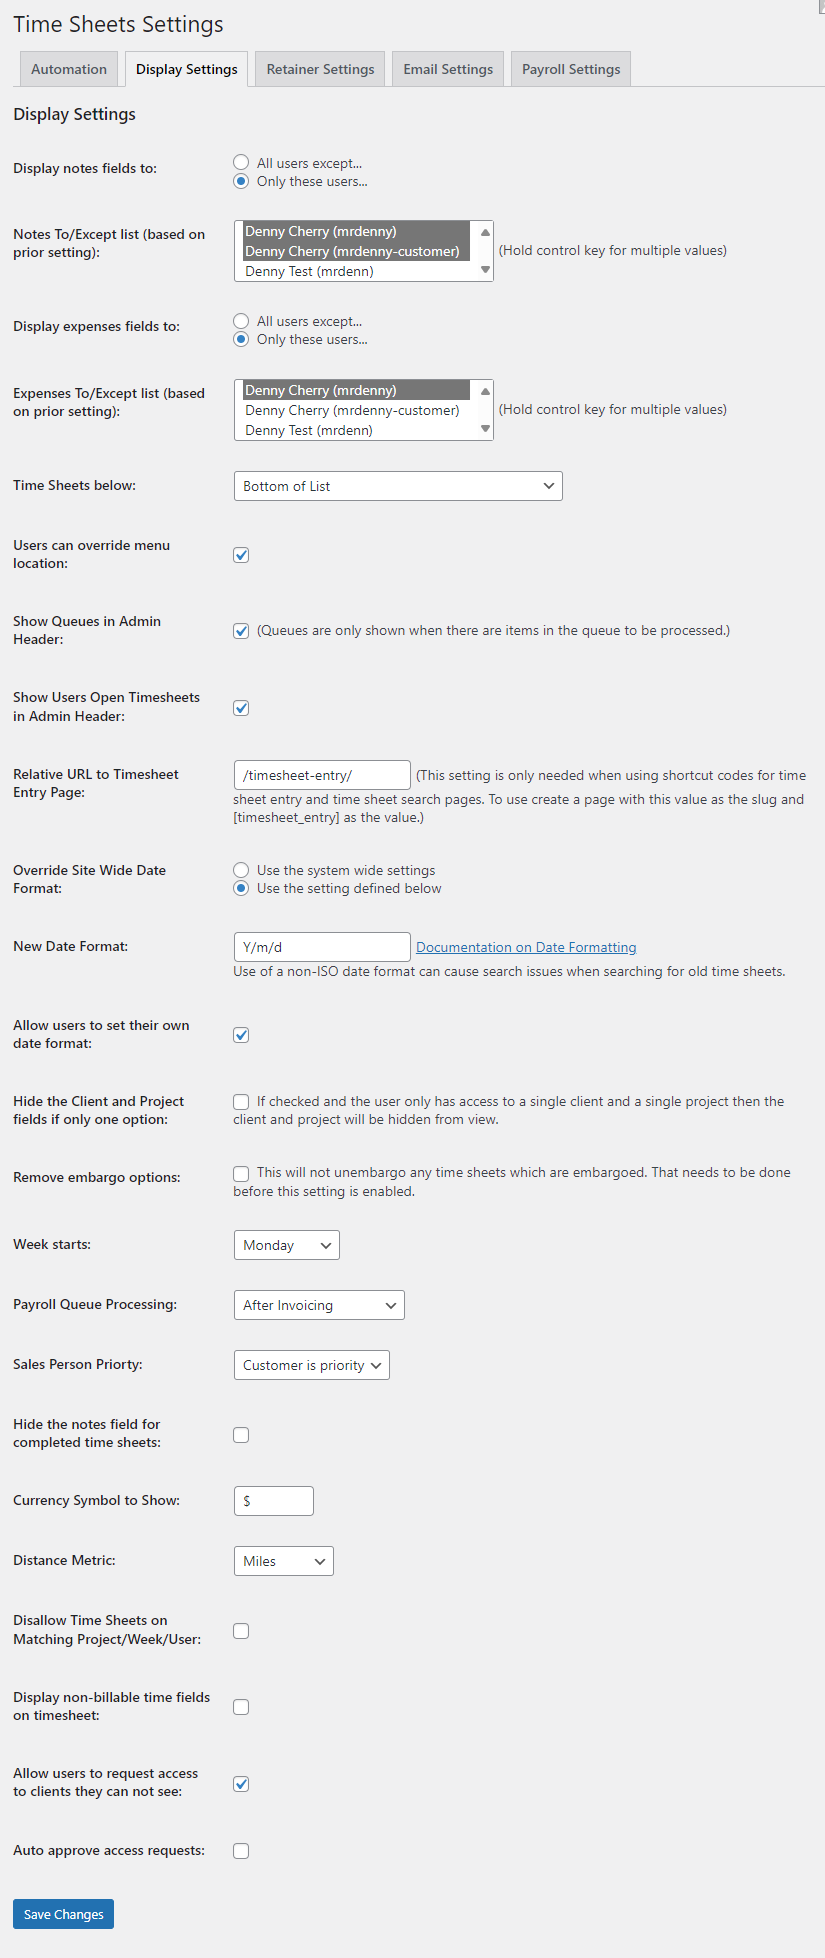 Time Sheets Settings
Automation
Display Settings
Retainer Settings
Email Settings
Payroll Settings
Display Settings
Display notes fields to:
All users except...
Only these users...
Notes To/Except list (based on
prior setting):
Denny Cherry (mrdenny)
Denny Cherry (mrdenny-customer)
Denny Test (mrdenn)
(Hold control key for multiple values)
Display expenses fields to:
All users except...
Only these users...
Expenses To/Except list (based
on prior setting):
Denny Cherry (mrdenny)
Denny Cherry (mrdenny-customer)
Denny Test (mrdenn)
(Hold control key for multiple values)
Time Sheets below:
Bottom of List
Users can override menu
location:
Show Queues in Admin
Header:
(Queues are only shown when there are items in the queue to be processed.)
Show Users Open Timesheets
in Admin Header:
Relative URL to Timesheet
Entry Page:
/timesheet-entry/ (This setting is only needed when using shortcut codes for time
sheet entry and time sheet search pages. To use create a page with this value as the slug and
[timesheet_entry] as the value.)
Override Site Wide Date
Format:
Use the system wide settings
Use the setting defined below
New Date Format:
Y/m/d Documentation on Date Formatting
Use of a non-ISO date format can cause search issues when searching for old time sheets.
Allow users to set their own
date format:
Hide the Client and Project
fields if only one option:
If checked and the user only has access to a single client and a single project then the
client and project will be hidden from view.
Remove embargo options:
This will not unembargo any time sheets which are embargoed. That needs to be done
before this setting is enabled.
Week starts:
Monday
Payroll Queue Processing:
After Invoicing
Sales Person Priorty:
Customer is priority
Hide the notes field for
completed time sheets:
Currency Symbol to Show:
$
Distance Metric:
Miles
Disallow Time Sheets on
Matching Project/Week/User:
Display non-billable time fields
on timesheet:
Allow users to request access
to clients they can not see:
Auto approve access requests:
Save Changes